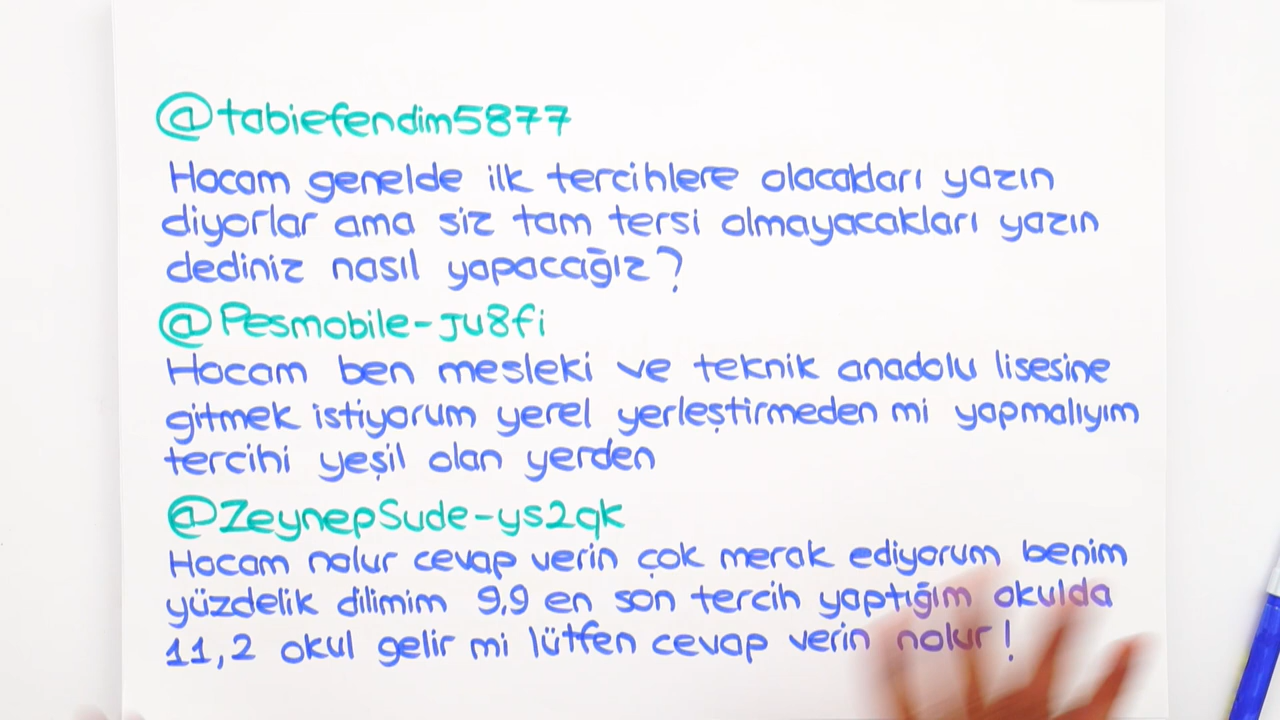 @tabiefendim5877
Hocam genelde ilk tercihlere olacakları yazın
diyorlar ama siz tam tersi olmayacakları yazın
dediniz nasıl yapacağız?
@Pesmobile-Ju8fi
Hocam ben mesleki ve teknik anadolu lisesine
gitmek istiyorum yerel yerleştirmeden mi yapmalıyım
tercihi yeşil olan yerden
@ZeynepSude-ys2qk
Hocam nolur cevap verin çok merak ediyorum benim
yüzdelik dilimim 9,9 en son tercih yaptığım okulda
11,2 okul gelir mi lütfen cevap verin nolur!